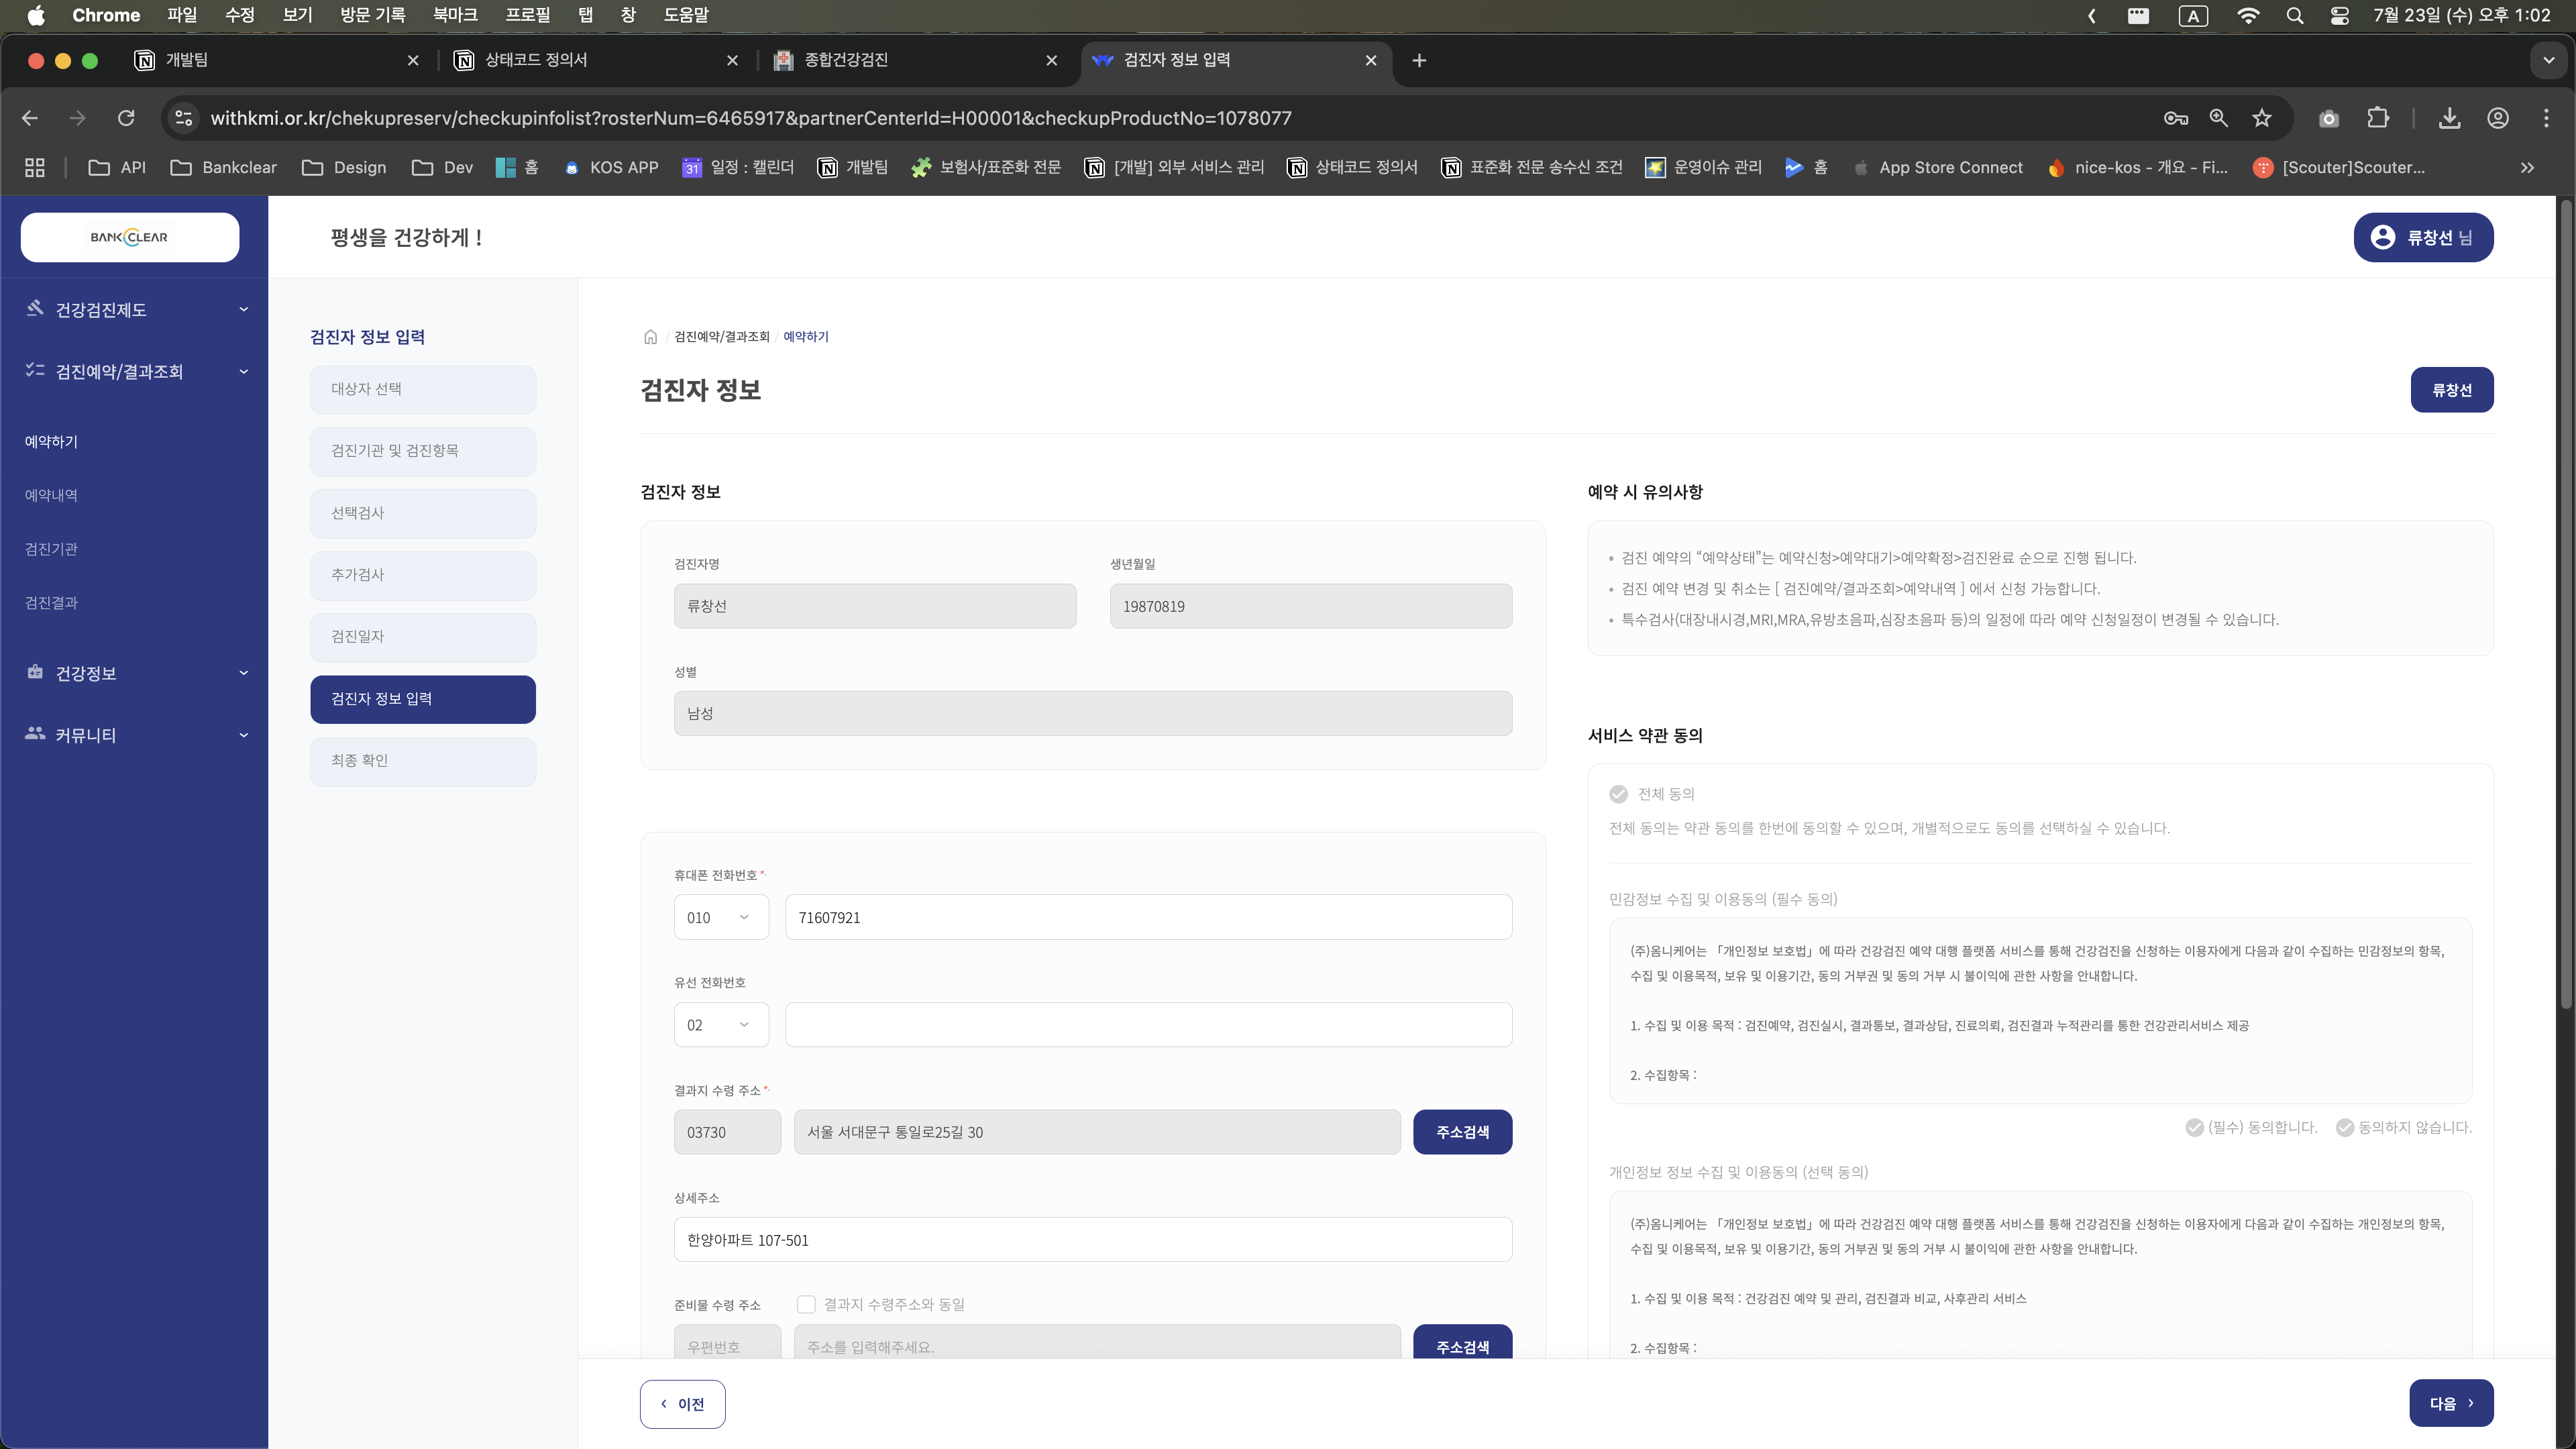 Chrome 파일 수정 보기 방문 기록 북마크 프로필 탭 창 도움말 A 7월 23일 (수) 오후 1:02
개발팀 상태코드 정의서 종합건강검진 검진자 정보 입력
withkmi.or.kr/chekupreserv/checkupinfolist?rosterNum=6465917&partnerCenterId=H00001&checkupProductNo=1078077
API Bankclear Design Dev 홈 KOS APP 31 일정 : 캘린더 개발팀 보험사/표준화 전문 [개발] 외부 서비스 관리 상태코드 정의서 표준화 전문 송수신 조건 운영이슈 관리 홈 App Store Connect nice-kos - 개요 - Fi... [Scouter]Scouter...
BANKCLEAR
평생을 건강하게 !
류창선 님
건강검진제도
검진예약/결과조회
예약하기
예약내역
검진기관
검진결과
건강정보
커뮤니티
검진자 정보 입력
대상자 선택
검진기관 및 검진항목
선택검사
추가검사
검진일자
검진자 정보 입력
최종 확인
/ 검진예약/결과조회 / 예약하기
검진자 정보
류창선
검진자 정보
검진자명
류창선
생년월일
19870819
성별
남성
휴대폰 전화번호 *
010 71607921
유선 전화번호
02
결과지 수령 주소 *
03730 서울 서대문구 통일로25길 30 주소검색
상세주소
한양아파트 107-501
준비물 수령 주소 결과지 수령주소와 동일
우편번호 주소를 입력해주세요. 주소검색
예약 시 유의사항
• 검진 예약의 “예약상태”는 예약신청>예약대기>예약확정>검진완료 순으로 진행 됩니다.
• 검진 예약 변경 및 취소는 [ 검진예약/결과조회>예약내역 ] 에서 신청 가능합니다.
• 특수검사(대장내시경,MRI,MRA,유방초음파,심장초음파 등)의 일정에 따라 예약 신청일정이 변경될 수 있습니다.
서비스 약관 동의
전체 동의
전체 동의는 약관 동의를 한번에 동의할 수 있으며, 개별적으로도 동의를 선택하실 수 있습니다.
민감정보 수집 및 이용동의 (필수 동의)
(주)옴니케어는 「개인정보 보호법」에 따라 건강검진 예약 대행 플랫폼 서비스를 통해 건강검진을 신청하는 이용자에게 다음과 같이 수집하는 민감정보의 항목,
수집 및 이용목적, 보유 및 이용기간, 동의 거부권 및 동의 거부 시 불이익에 관한 사항을 안내합니다.
1. 수집 및 이용 목적 : 검진예약, 검진실시, 결과통보, 결과상담, 진료의뢰, 검진결과 누적관리를 통한 건강관리서비스 제공
2. 수집항목 :
(필수) 동의합니다. 동의하지 않습니다.
개인정보 정보 수집 및 이용동의 (선택 동의)
(주)옴니케어는 「개인정보 보호법」에 따라 건강검진 예약 대행 플랫폼 서비스를 통해 건강검진을 신청하는 이용자에게 다음과 같이 수집하는 개인정보의 항목,
수집 및 이용목적, 보유 및 이용기간, 동의 거부권 및 동의 거부 시 불이익에 관한 사항을 안내합니다.
1. 수집 및 이용 목적 : 건강검진 예약 및 관리, 검진결과 비교, 사후관리 서비스
2. 수집항목 :
이전
다음